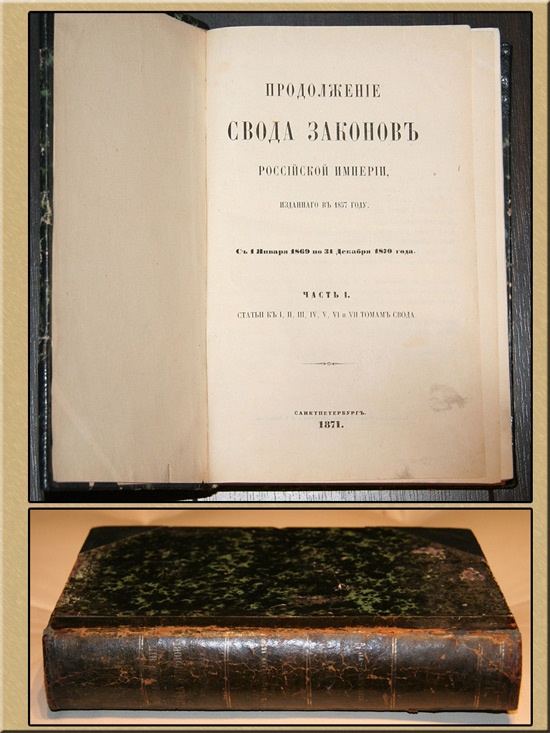 ПРОДОЛЖЕНІЕ
СВОДА ЗАКОНОВЪ
РОССІЙСКОЙ ИМПЕРІИ,
ИЗДАННАГО ВЪ 1857 ГОДУ.
Съ 1 Января 1869 по 31 Декабря 1870 года.
ЧАСТЬ I.
СТАТЬИ КЪ I, II, III, IV, V, VI и VII ТОМАМЪ СВОДА.
САНКТПЕТЕРБУРГЪ.
1871.